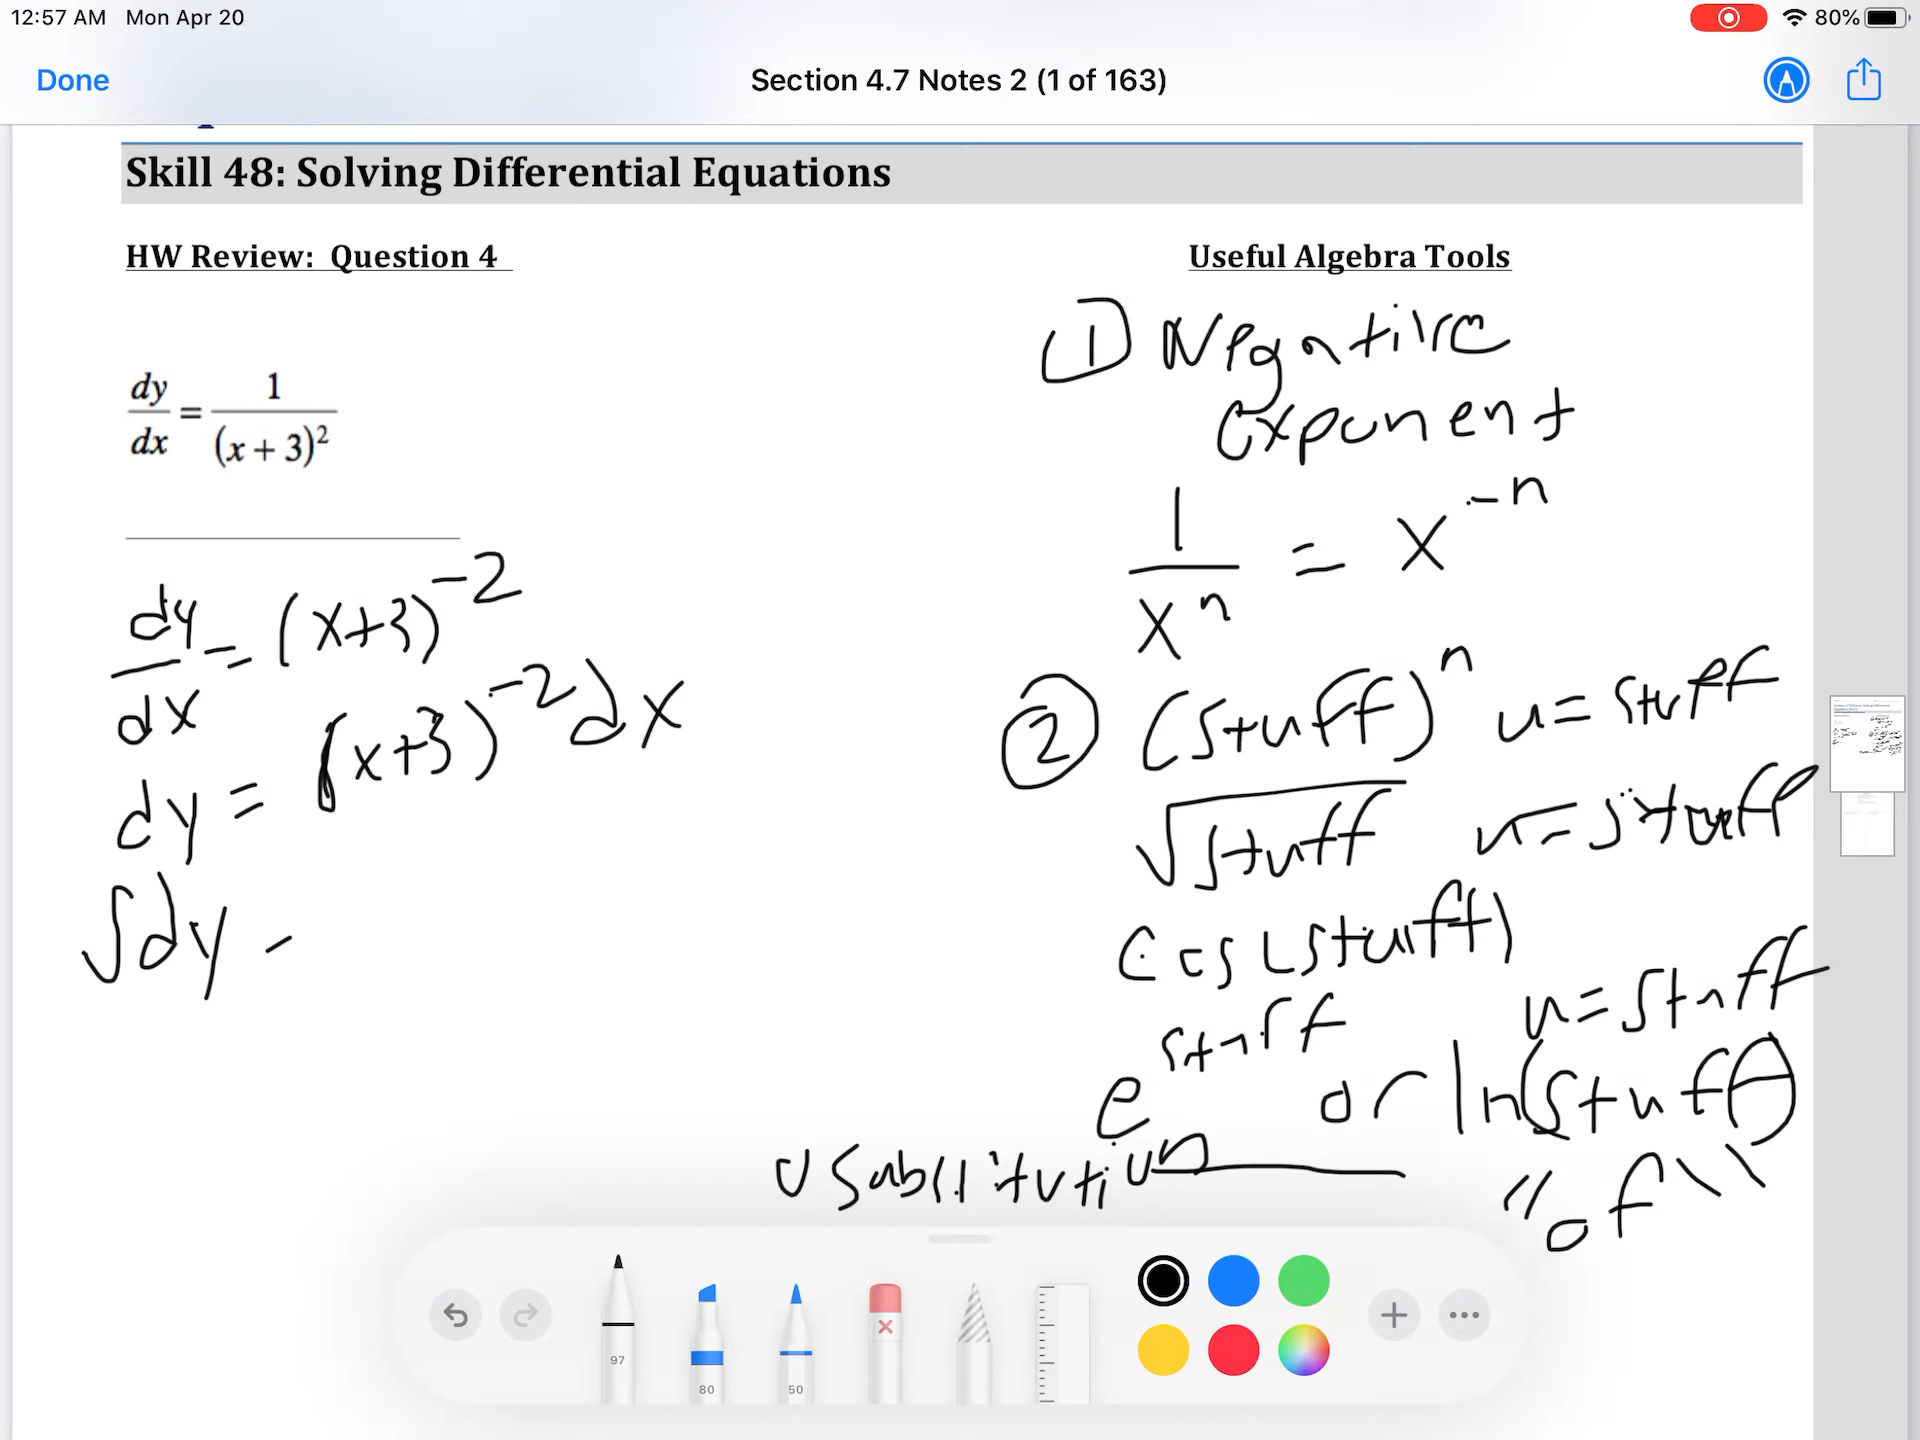 12:57 AM Mon Apr 20
80%
Done
Section 4.7 Notes 2 (1 of 163)
Skill 48: Solving Differential Equations
HW Review: Question 4
dy/dx = 1/(x + 3)²
dy/dx = (x+3)⁻²
dy = (x+3)⁻² dx
∫dy -
Useful Algebra Tools
① Negative
exponent
1/xⁿ = x⁻ⁿ
② (stuff)ⁿ u = stuff
√stuff u = stuff
cos(stuff)
u = stuff
e^stuff or ln(stuff)
"of"
U Substitution
97
80
50